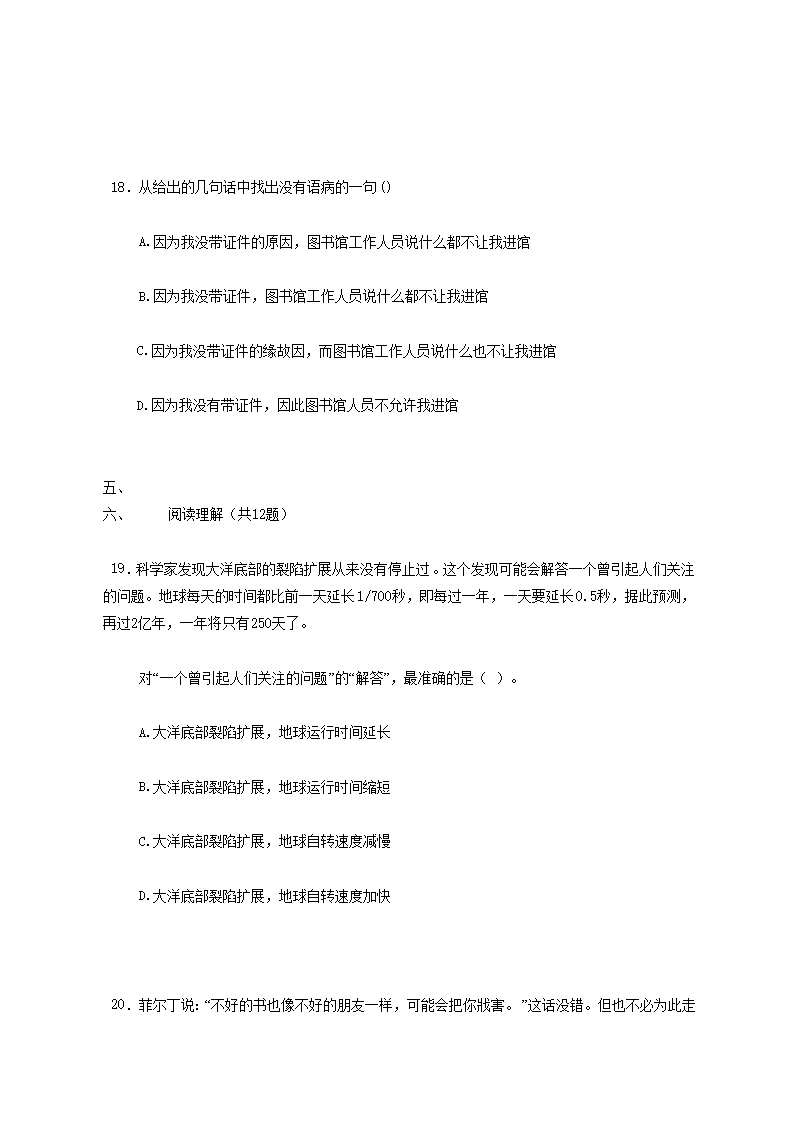 18. 从给出的几句话中找出没有语病的一句()
A.因为我没带证件的原因，图书馆工作人员说什么都不让我进馆
B.因为我没带证件，图书馆工作人员说什么都不让我进馆
C.因为我没带证件的缘故因，而图书馆工作人员说什么也不让我进馆
D.因为我没有带证件，因此图书馆人员不允许我进馆
五、
六、 阅读理解（共12题）
19.科学家发现大洋底部的裂陷扩展从来没有停止过。这个发现可能会解答一个曾引起人们关注
的问题。地球每天的时间都比前一天延长1/700秒，即每过一年，一天要延长0.5秒，据此预测，
再过2亿年，一年将只有250天了。
对“一个曾引起人们关注的问题”的“解答”，最准确的是（ ）。
A.大洋底部裂陷扩展，地球运行时间延长
B.大洋底部裂陷扩展，地球运行时间缩短
C.大洋底部裂陷扩展，地球自转速度减慢
D.大洋底部裂陷扩展，地球自转速度加快
20. 菲尔丁说：“不好的书也像不好的朋友一样，可能会把你戕害。”这话没错。但也不必为此走